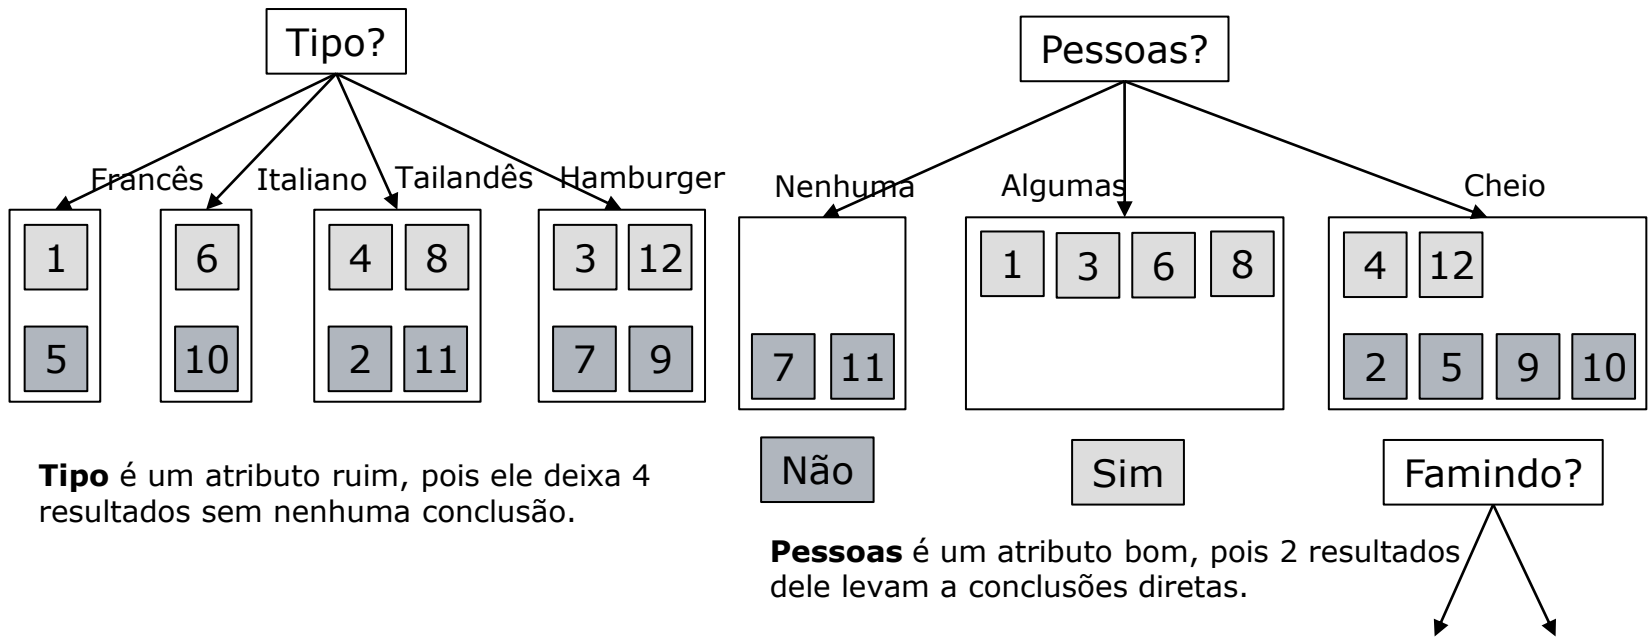 Tipo?
Francês Italiano Tailandês Hamburger
1 6 4 8 3 12
5 10 2 11 7 9
Tipo é um atributo ruim, pois ele deixa 4
resultados sem nenhuma conclusão.
Pessoas?
Nenhuma Algumas Cheio
1 3 6 8 4 12
7 11 2 5 9 10
Não Sim Famindo?
Pessoas é um atributo bom, pois 2 resultados
dele levam a conclusões diretas.